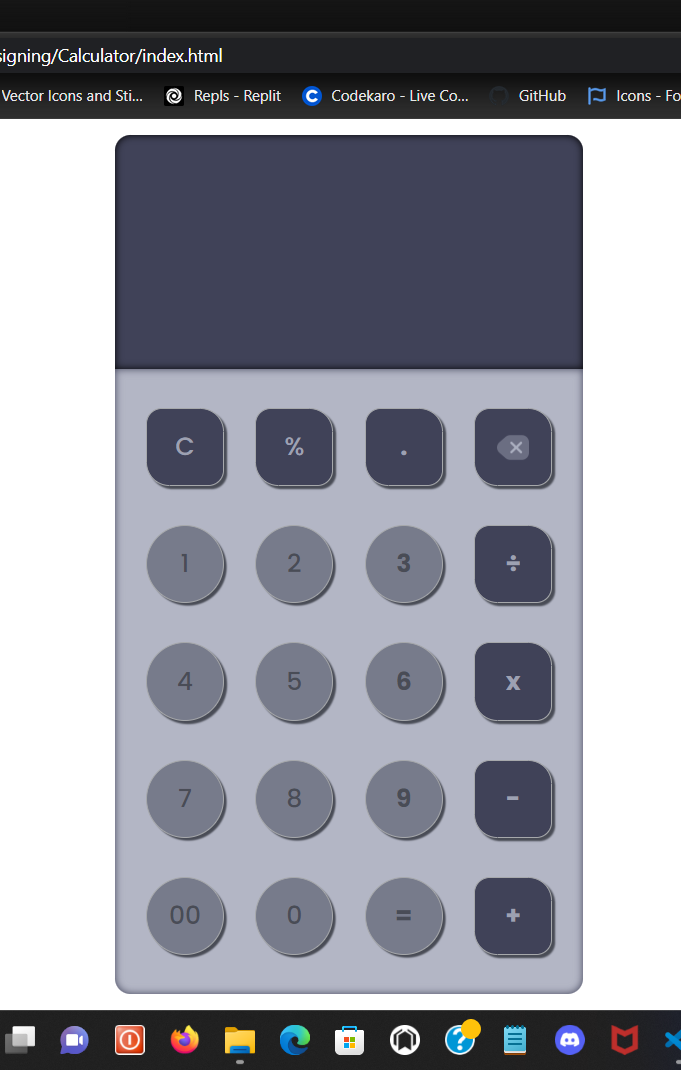 signing/Calculator/index.html
Vector Icons and Sti... Repls - Replit Codekaro - Live Co... GitHub Icons - Fo
C % .
1 2 3 ÷
4 5 6 x
7 8 9 -
00 0 = +